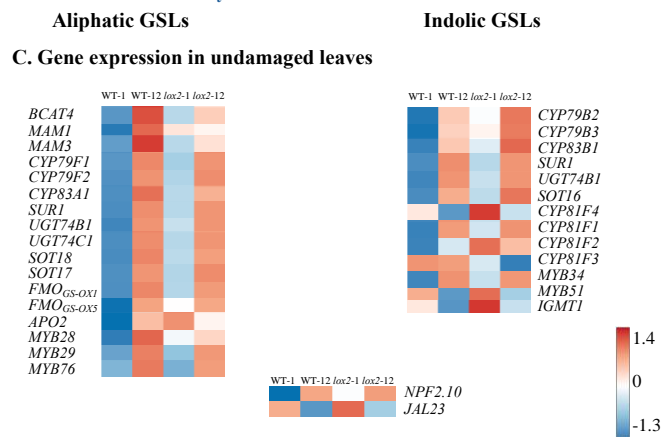 Aliphatic GSLs
Indolic GSLs
C. Gene expression in undamaged leaves
WT-1 WT-12 lox2-1 lox2-12
BCAT4
MAM1
MAM3
CYP79F1
CYP79F2
CYP83A1
SUR1
UGT74B1
UGT74C1
SOT18
SOT17
FMOGS-OX1
FMOGS-OX5
APO2
MYB28
MYB29
MYB76
WT-1 WT-12 lox2-1 lox2-12
CYP79B2
CYP79B3
CYP83B1
SUR1
UGT74B1
SOT16
CYP81F4
CYP81F1
CYP81F2
CYP81F3
MYB34
MYB51
IGMT1
WT-1 WT-12 lox2-1 lox2-12
NPF2.10
JAL23
1.4
0
-1.3